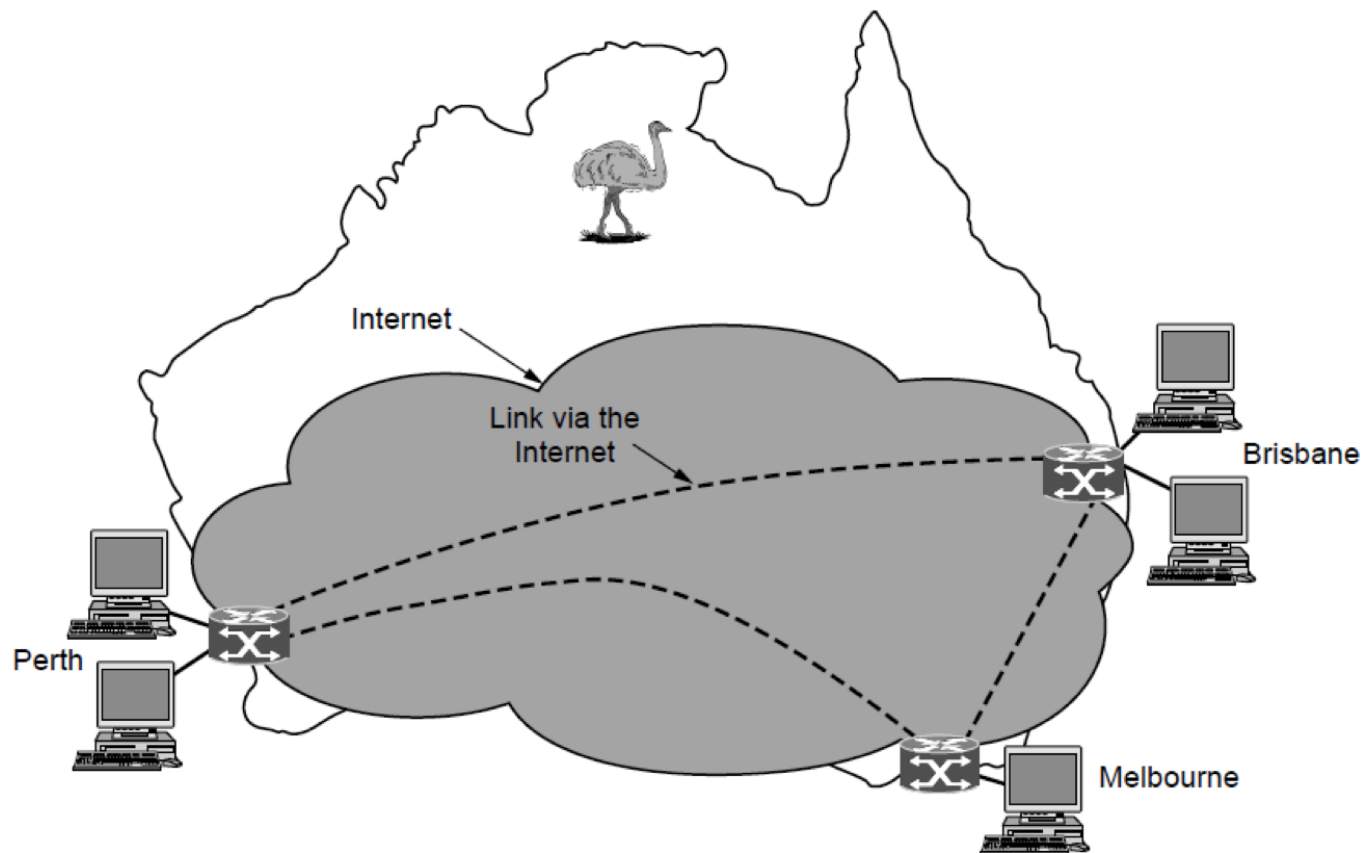 Internet
Link via the
Internet
Brisbane
Perth
Melbourne